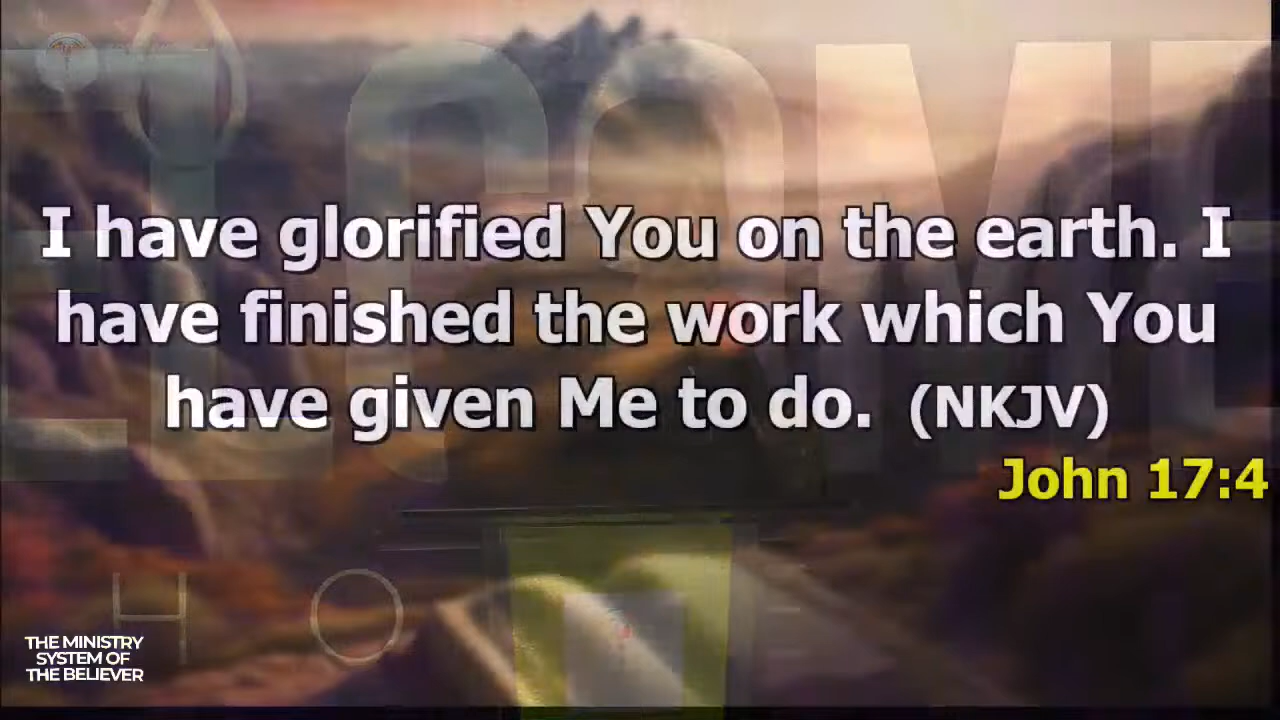 I have glorified You on the earth. I
have finished the work which You
have given Me to do. (NKJV)
John 17:4
H O
THE MINISTRY
SYSTEM OF
THE BELIEVER